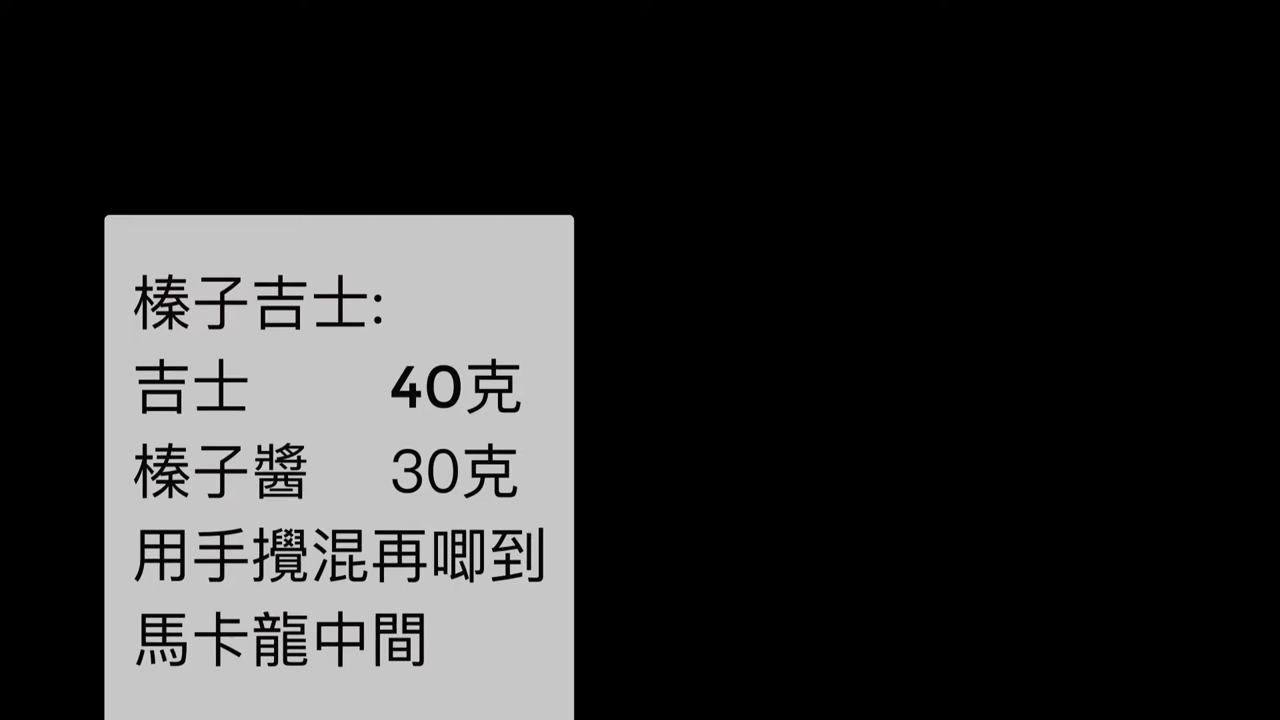 榛子吉士:
吉士 40克
榛子醬 30克
用手攪混再唧到
馬卡龍中間